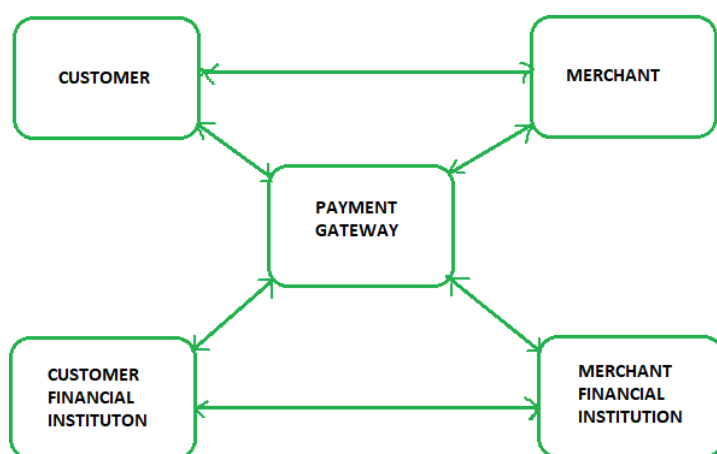 CUSTOMER
MERCHANT
PAYMENT
GATEWAY
CUSTOMER
FINANCIAL
INSTITUTON
MERCHANT
FINANCIAL
INSTITUTION